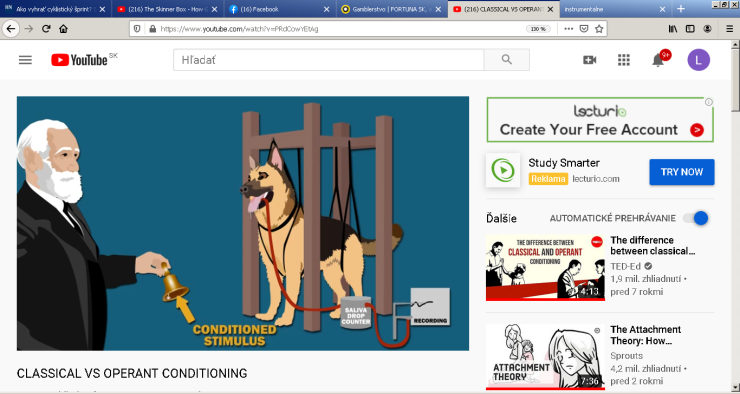 Ako vyhrať cyklistický šprint?
(216) The Skinner Box - How C
(16) Facebook
Gamblerstvo | FORTUNA SK,
(216) CLASSICAL VS OPERANT
instrumentalne
https://www.youtube.com/watch?v=PRdCowYEtAg
130 %
YouTube SK
Hľadať
9+
L
CONDITIONED
STIMULUS
SALIVA
DROP
COUNTER
RECORDING
CLASSICAL VS OPERANT CONDITIONING
lecturio
Create Your Free Account
Study Smarter
Reklama lecturio.com
TRY NOW
Ďalšie
AUTOMATICKÉ PREHRÁVANIE
THE DIFFERENCE BETWEEN
CLASSICAL AND OPERANT
CONDITIONING
4:13
The difference
between classical...
TED-Ed
1,9 mil. zhliadnutí •
pred 7 rokmi
ATTACHMENT
THEORY
7:36
The Attachment
Theory: How...
Sprouts
4,2 mil. zhliadnutí •
pred 2 rokmi